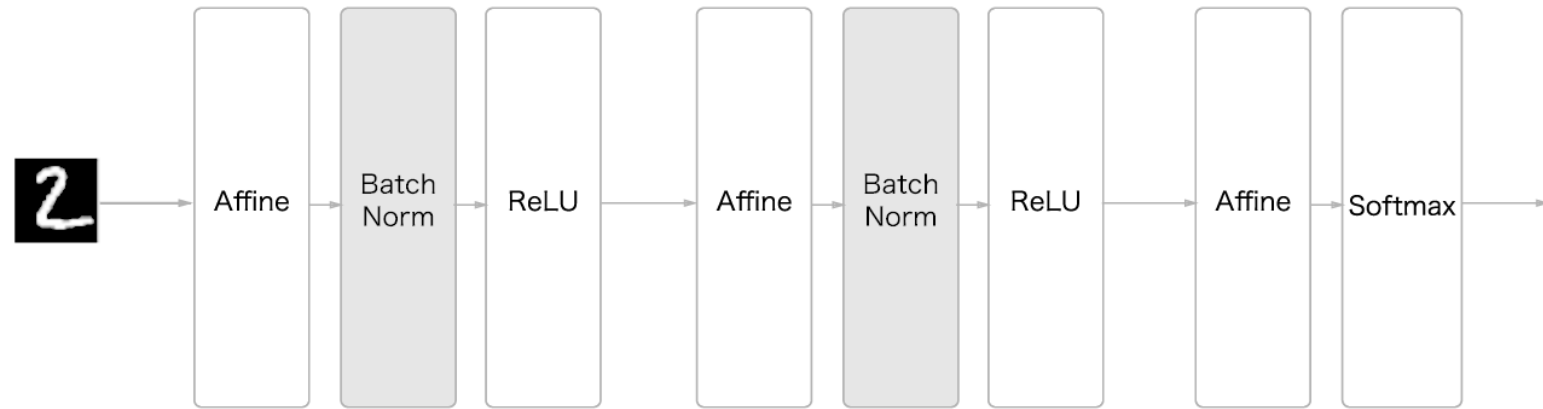 2
Affine
Batch
Norm
ReLU
Affine
Batch
Norm
ReLU
Affine
Softmax